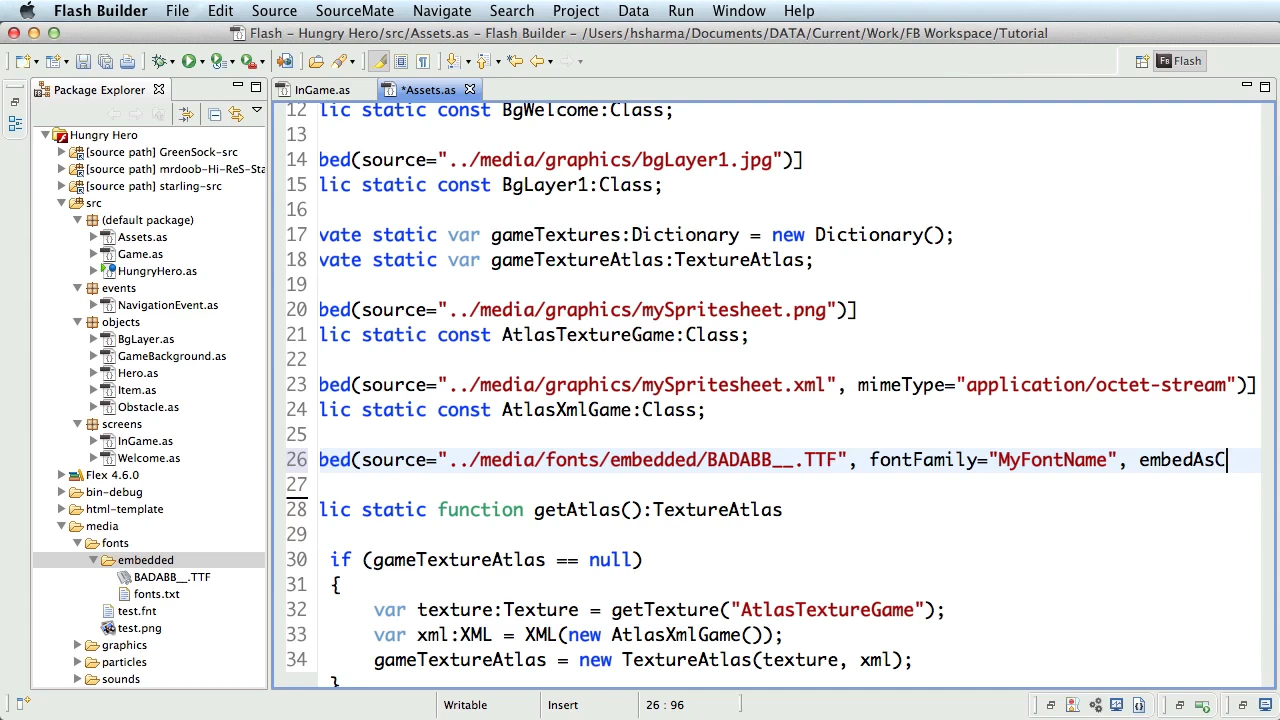 Flash Builder File Edit Source SourceMate Navigate Search Project Data Run Window Help
Flash - Hungry Hero/src/Assets.as - Flash Builder - /Users/hsharma/Documents/DATA/Current/Work/FB Workspace/Tutorial
Flash
Package Explorer
InGame.as
*Assets.as
Hungry Hero
[source path] GreenSock-src
[source path] mrdoob-Hi-ReS-Sta
[source path] starling-src
src
(default package)
Assets.as
Game.as
HungryHero.as
events
NavigationEvent.as
objects
BgLayer.as
GameBackground.as
Hero.as
Item.as
Obstacle.as
screens
InGame.as
Welcome.as
Flex 4.6.0
bin-debug
html-template
media
fonts
embedded
BADABB__.TTF
fonts.txt
test.fnt
test.png
graphics
particles
sounds
12 lic static const BgWelcome:Class;
13
14 bed(source="../media/graphics/bgLayer1.jpg")]
15 lic static const BgLayer1:Class;
16
17 vate static var gameTextures:Dictionary = new Dictionary();
18 vate static var gameTextureAtlas:TextureAtlas;
19
20 bed(source="../media/graphics/mySpritesheet.png")]
21 lic static const AtlasTextureGame:Class;
22
23 bed(source="../media/graphics/mySpritesheet.xml", mimeType="application/octet-stream")]
24 lic static const AtlasXmlGame:Class;
25
26 bed(source="../media/fonts/embedded/BADABB__.TTF", fontFamily="MyFontName", embedAsC
27
28 lic static function getAtlas():TextureAtlas
29
30 if (gameTextureAtlas == null)
31 {
32 var texture:Texture = getTexture("AtlasTextureGame");
33 var xml:XML = XML(new AtlasXmlGame());
34 gameTextureAtlas = new TextureAtlas(texture, xml);
}
Writable
Insert
26 : 96